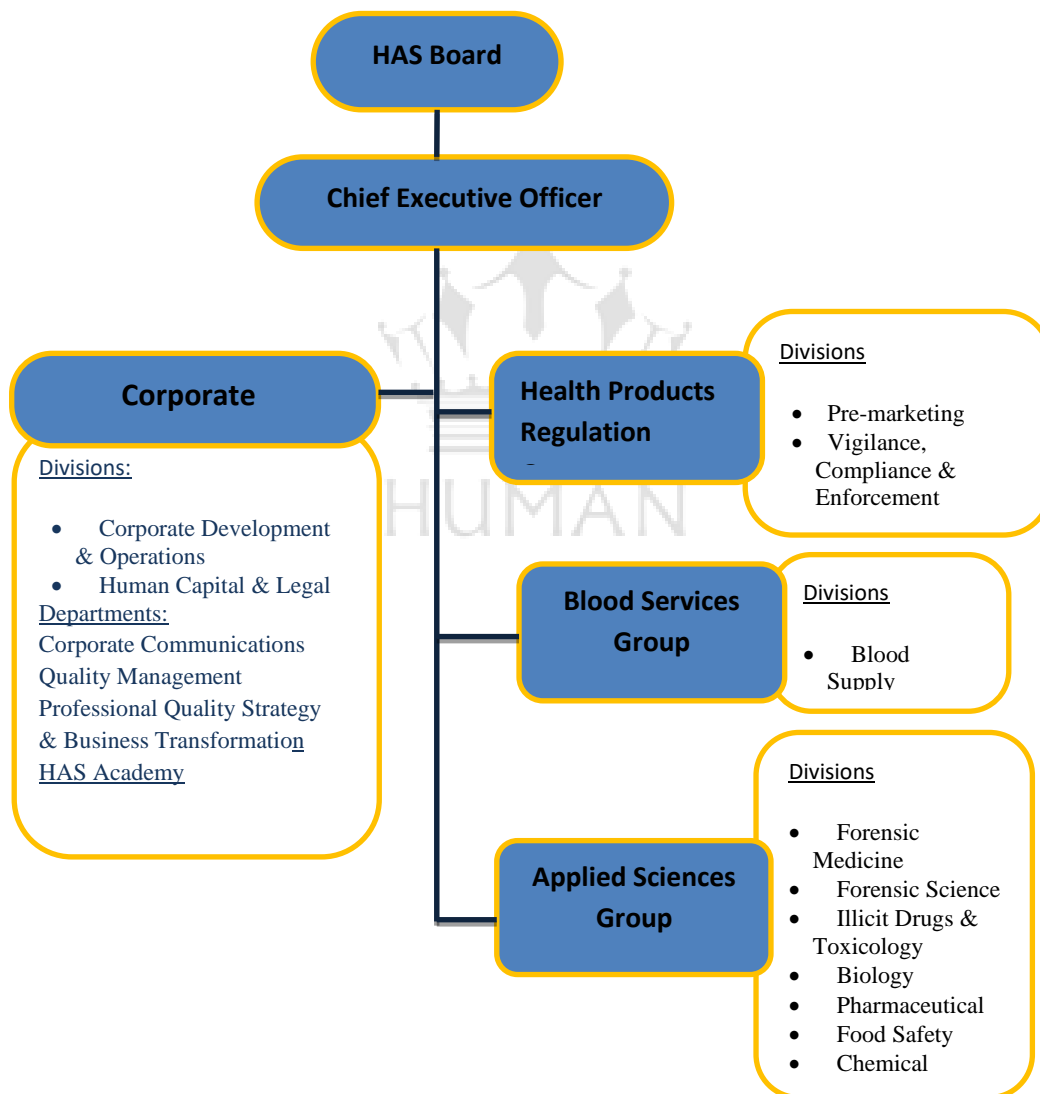 HAS Board
Chief Executive Officer
Corporate
Divisions:
• Corporate Development
& Operations
• Human Capital & Legal
Departments:
Corporate Communications
Quality Management
Professional Quality Strategy
& Business Transformation
HAS Academy
Health Products
Regulation
Divisions
• Pre-marketing
• Vigilance,
Compliance &
Enforcement
HUMAN
Blood Services
Group
Divisions
• Blood
Supply
Applied Sciences
Group
Divisions
• Forensic
Medicine
• Forensic Science
• Illicit Drugs &
Toxicology
• Biology
• Pharmaceutical
• Food Safety
• Chemical